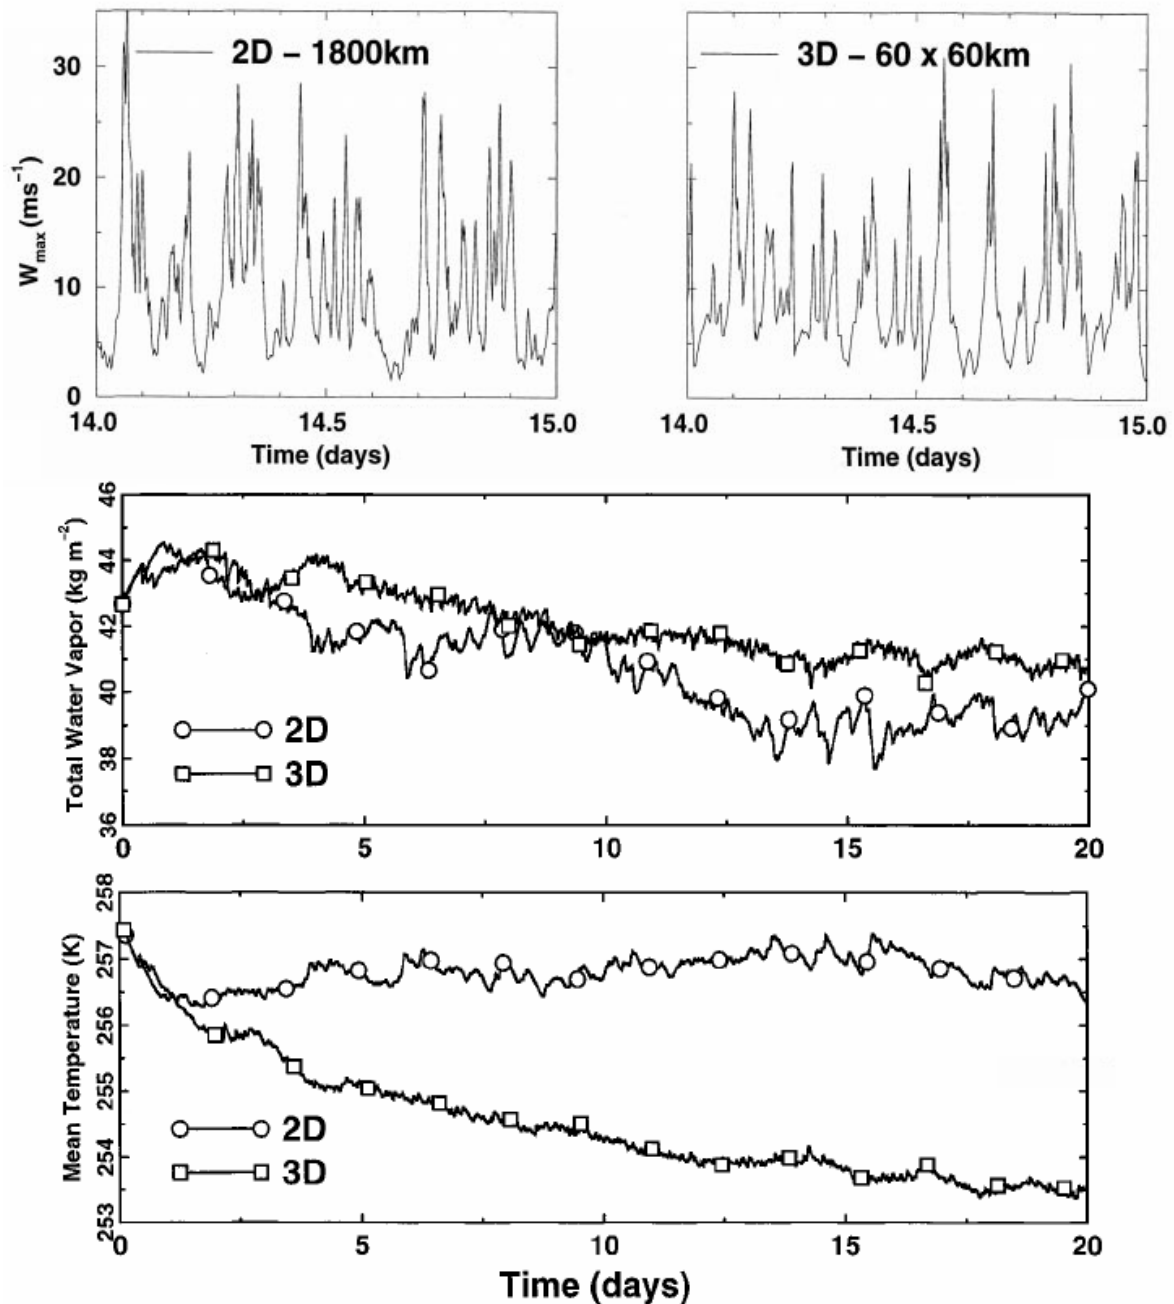 2D – 1800km
3D – 60 x 60km
30
20
10
0
Wmax (ms−1)
14.0
14.5
15.0
14.0
14.5
15.0
Time (days)
Time (days)
46
44
42
40
38
36
Total Water Vapor (kg m−2)
2D
3D
0
5
10
15
20
258
257
256
255
254
253
Mean Temperature (K)
2D
3D
0
5
10
15
20
Time (days)